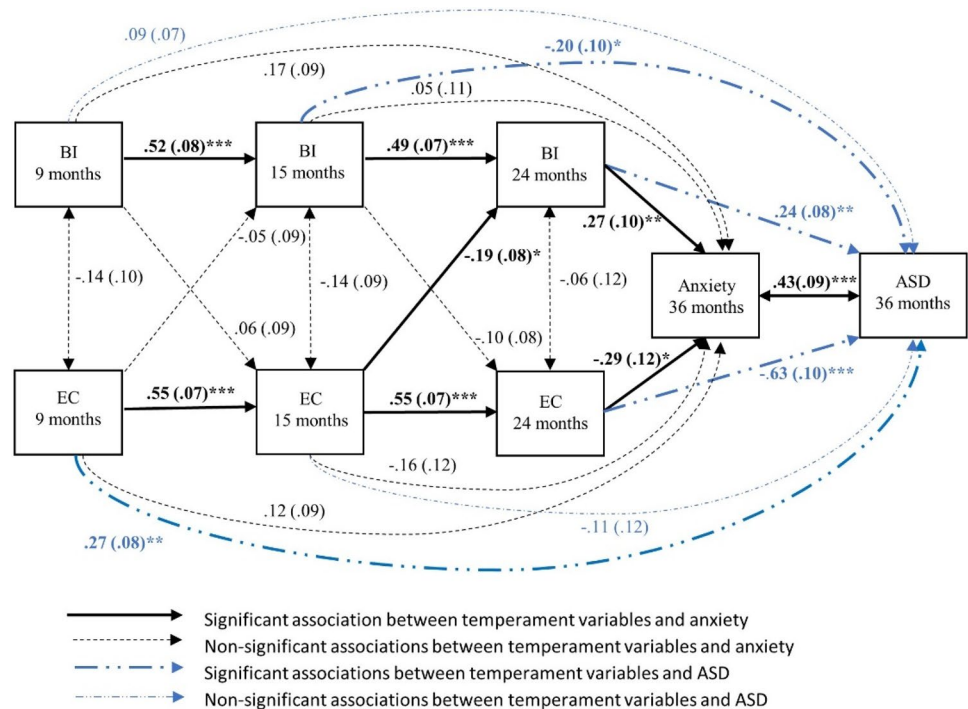 .09 (.07)
-.20 (.10)*
.17 (.09)
.05 (.11)
BI
9 months
.52 (.08)***
BI
15 months
.49 (.07)***
BI
24 months
.27 (.10)**
.24 (.08)**
-.05 (.09)
-.19 (.08)*
-.14 (.10)
-.14 (.09)
-.06 (.12)
Anxiety
36 months
.43(.09)***
ASD
36 months
.06 (.09)
-.10 (.08)
-.29 (.12)*
-.63 (.10)***
EC
9 months
.55 (.07)***
EC
15 months
.55 (.07)***
EC
24 months
-.16 (.12)
.12 (.09)
-.11 (.12)
.27 (.08)**
Significant association between temperament variables and anxiety
Non-significant associations between temperament variables and anxiety
Significant associations between temperament variables and ASD
Non-significant associations between temperament variables and ASD